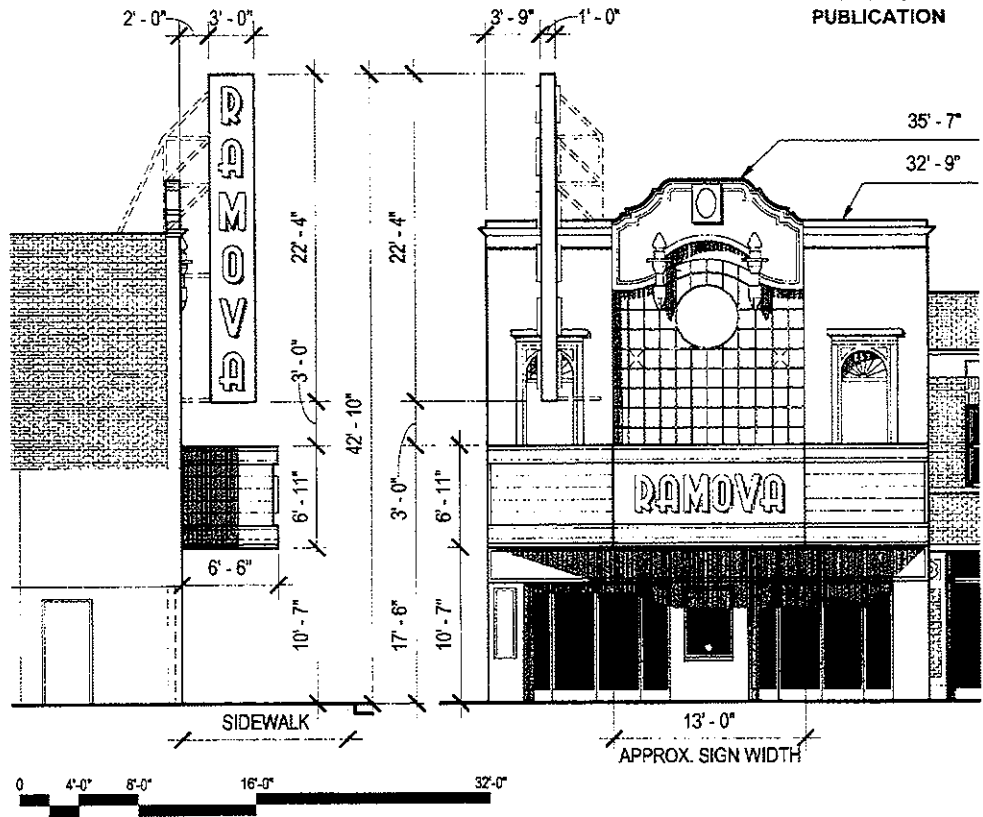 PUBLICATION
2' - 0"
3' - 0"
3' - 9"
1' - 0"
35' - 7"
32' - 9"
RAMOVA
22' - 4"
22' - 4"
3' - 0"
42' - 10"
6' - 11"
3' - 0"
6' - 11"
RAMOVA
6' - 6"
10' - 7"
17' - 6"
10' - 7"
SIDEWALK
13' - 0"
APPROX. SIGN WIDTH
0 4'-0" 8'-0" 16'-0" 32'-0"